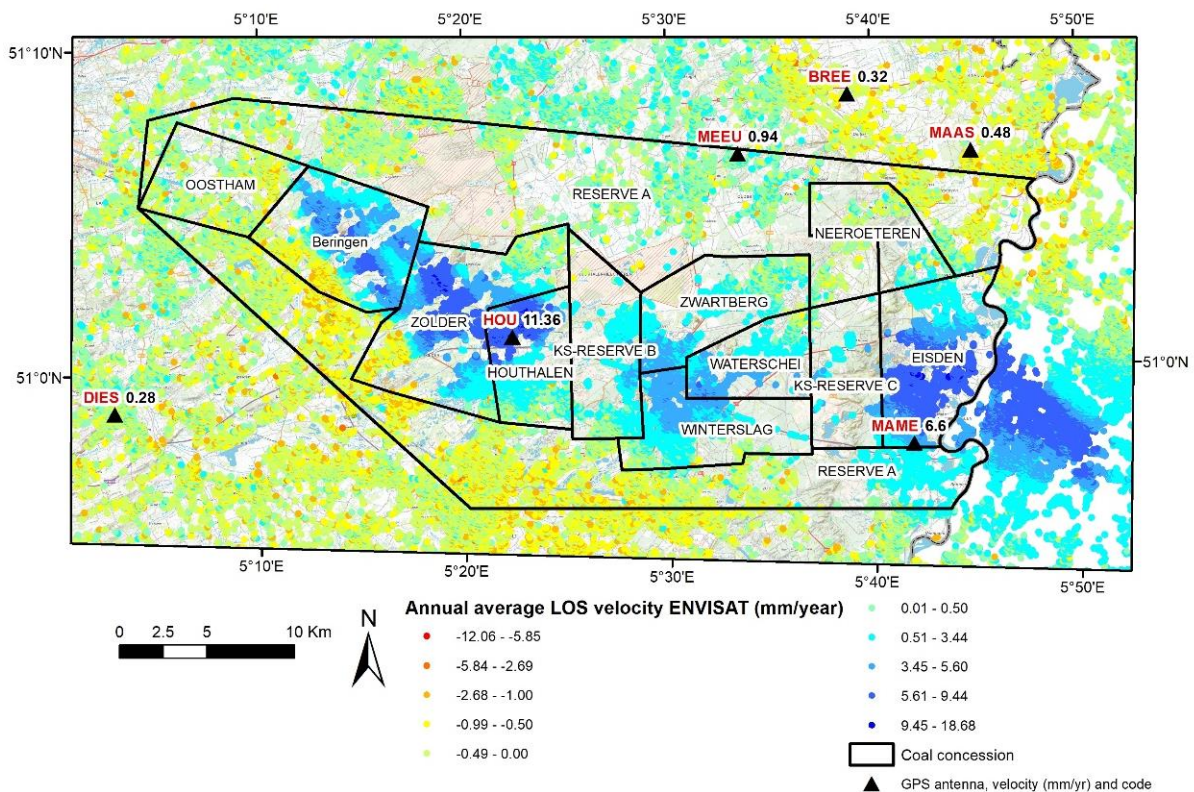 5°10'E 5°20'E 5°30'E 5°40'E 5°50'E
51°10'N
BREE 0.32
MEEU 0.94
MAAS 0.48
OOSTHAM
RESERVE A
NEEROETEREN
Beringen
ZWARTBERG
ZOLDER
HOU 11.36
KS-RESERVE B
WATERSCHEI
EISDEN
51°0'N
51°0'N
HOUTHALEN
KS-RESERVE C
DIES 0.28
WINTERSLAG
MAME 6.6
RESERVE A
5°10'E 5°20'E 5°30'E 5°40'E 5°50'E
Annual average LOS velocity ENVISAT (mm/year)
0 2.5 5 10 Km
N
-12.06 - -5.85
-5.84 - -2.69
-2.68 - -1.00
-0.99 - -0.50
-0.49 - 0.00
0.01 - 0.50
0.51 - 3.44
3.45 - 5.60
5.61 - 9.44
9.45 - 18.68
Coal concession
GPS antenna, velocity (mm/yr) and code